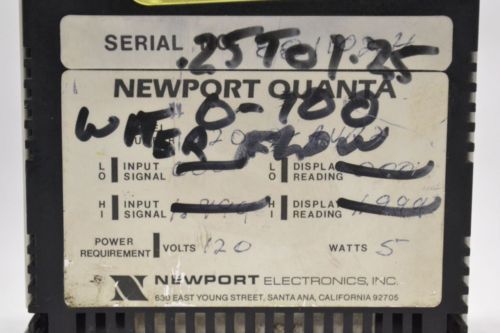 SERIAL NO.
.25 TO 1.25
NEWPORT QUANTA
0-100
WATER FLOW
LO INPUT SIGNAL LO DISPLAY READING
HI INPUT SIGNAL HI DISPLAY READING 1999
POWER REQUIREMENT VOLTS 120 WATTS 5
NEWPORT ELECTRONICS, INC.
630 EAST YOUNG STREET, SANTA ANA, CALIFORNIA 92705